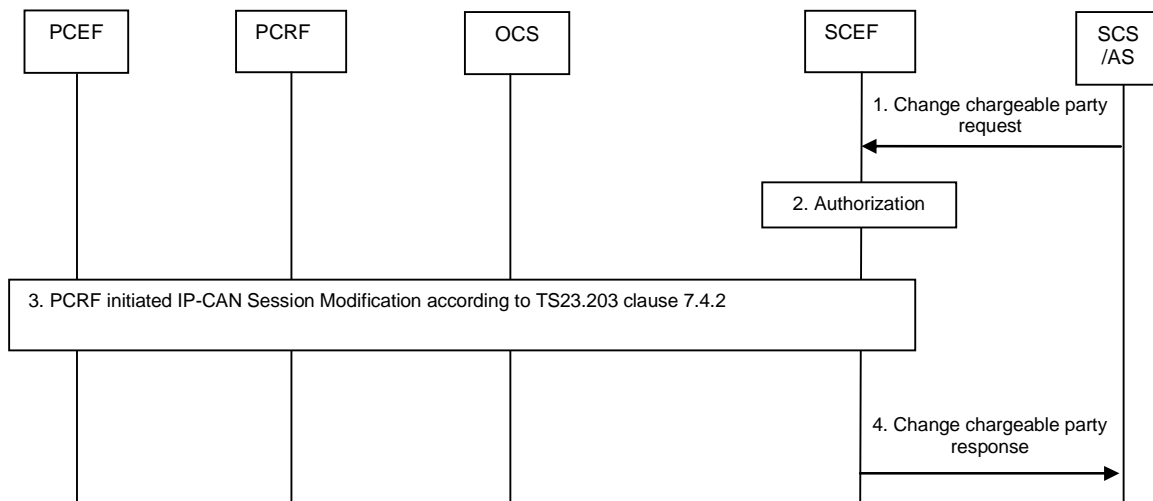 PCEF
PCRF
OCS
SCEF
SCS
/AS
1. Change chargeable party
request
2. Authorization
3. PCRF initiated IP-CAN Session Modification according to TS23.203 clause 7.4.2
4. Change chargeable party
response